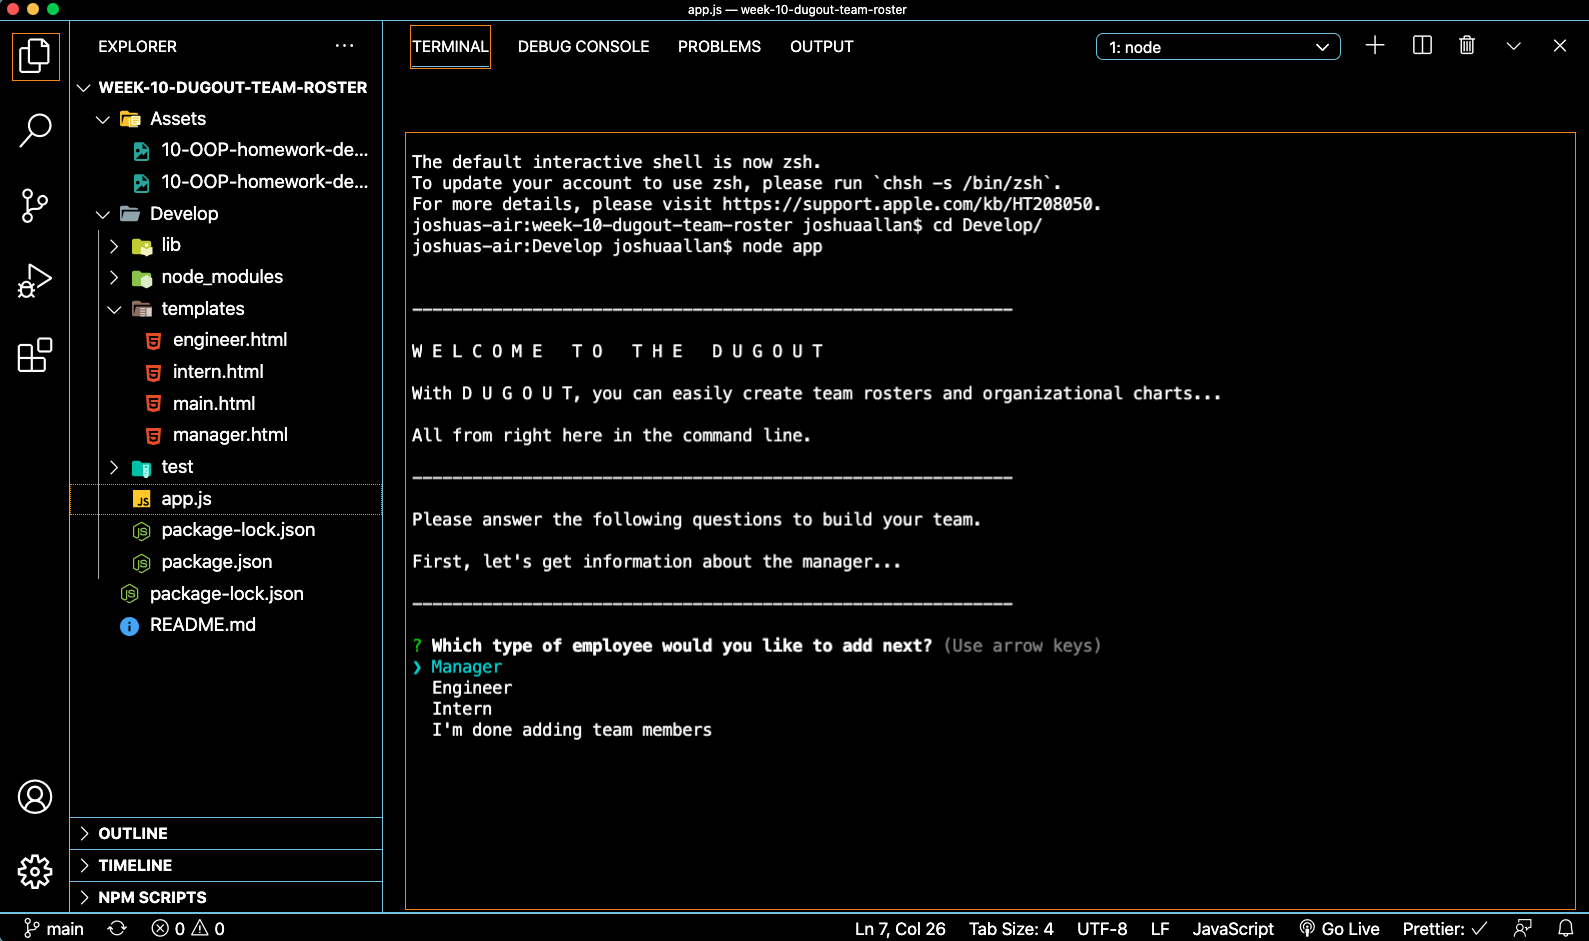 app.js — week-10-dugout-team-roster
EXPLORER
WEEK-10-DUGOUT-TEAM-ROSTER
Assets
10-OOP-homework-de...
10-OOP-homework-de...
Develop
lib
node_modules
templates
engineer.html
intern.html
main.html
manager.html
test
JS app.js
package-lock.json
package.json
package-lock.json
README.md
OUTLINE
TIMELINE
NPM SCRIPTS
TERMINAL DEBUG CONSOLE PROBLEMS OUTPUT 1: node
The default interactive shell is now zsh.
To update your account to use zsh, please run `chsh -s /bin/zsh`.
For more details, please visit https://support.apple.com/kb/HT208050.
joshuas-air:week-10-dugout-team-roster joshuaallan$ cd Develop/
joshuas-air:Develop joshuaallan$ node app
------------------------------------------------------------
W E L C O M E   T O   T H E   D U G O U T
With D U G O U T, you can easily create team rosters and organizational charts...
All from right here in the command line.
------------------------------------------------------------
Please answer the following questions to build your team.
First, let's get information about the manager...
------------------------------------------------------------
? Which type of employee would you like to add next? (Use arrow keys)
❯ Manager
Engineer
Intern
I'm done adding team members
main 0 0 Ln 7, Col 26 Tab Size: 4 UTF-8 LF JavaScript Go Live Prettier: ✓